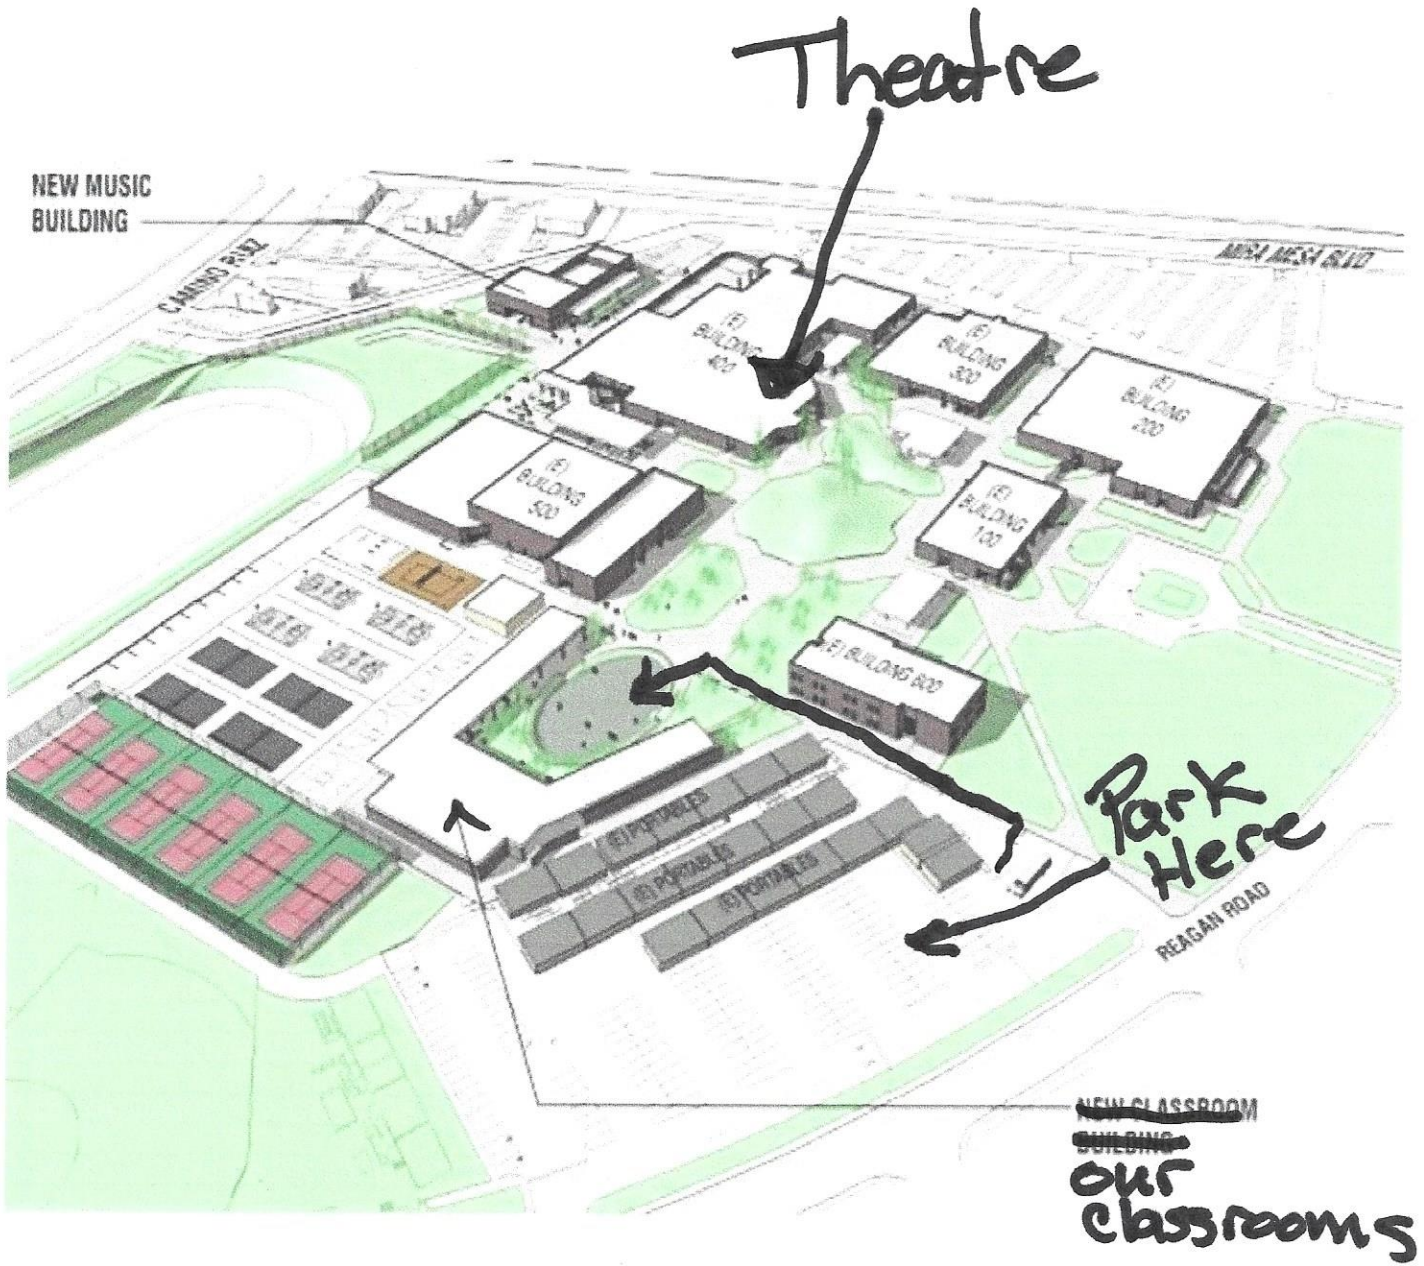 Theatre
NEW MUSIC
BUILDING
CAMINO RUIZ
MIRA MESA BLVD
(E)
BUILDING
400
(E)
BUILDING
300
(E)
BUILDING
200
(E)
BUILDING
500
(E)
BUILDING
100
(E) BUILDING 800
Park
Here
(E) PORTABLES
(E) PORTABLES
(E) PORTABLES
REAGAN ROAD
NEW CLASSROOM
BUILDING
our
classrooms